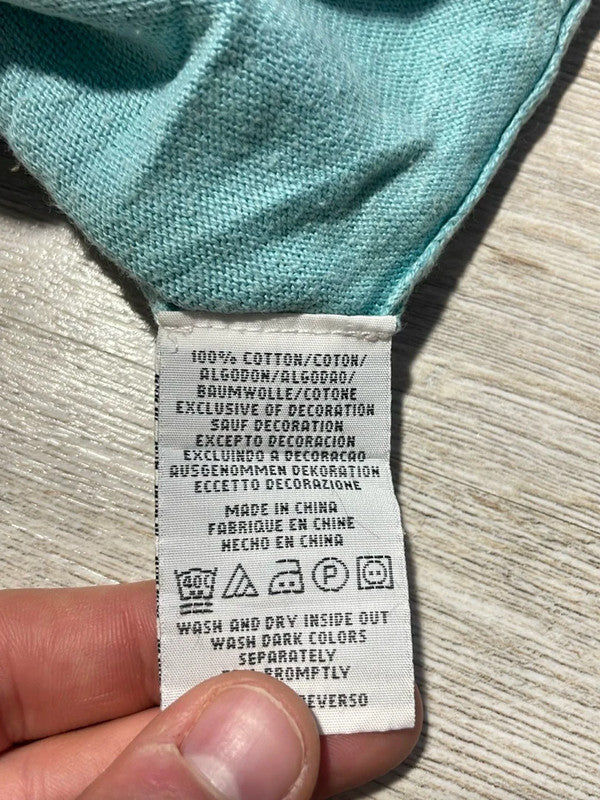 100% COTTON/COTON/
ALGODON/ALGODAO/
BAUMWOLLE/COTONE
EXCLUSIVE OF DECORATION
SAUF DECORATION
EXCEPTO DECORACION
EXCLUINDO A DECORACAO
AUSGENOMMEN DEKORATION
ECCETTO DECORAZIONE
MADE IN CHINA
FABRIQUE EN CHINE
HECHO EN CHINA
40C P
WASH AND DRY INSIDE OUT
WASH DARK COLORS
SEPARATELY
PROMPTLY
EVERSO